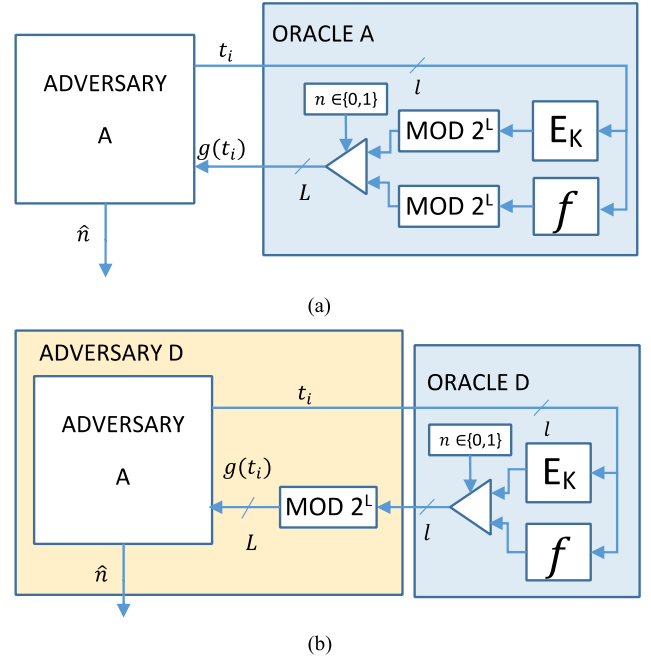 ORACLE A
ADVERSARY
A
t_i
l
n ∈{0,1}
MOD 2^L
E_K
g(t_i)
L
MOD 2^L
f
n̂
(a)
ADVERSARY D
ORACLE D
ADVERSARY
A
t_i
l
n ∈{0,1}
E_K
g(t_i)
MOD 2^L
L
l
f
n̂
(b)